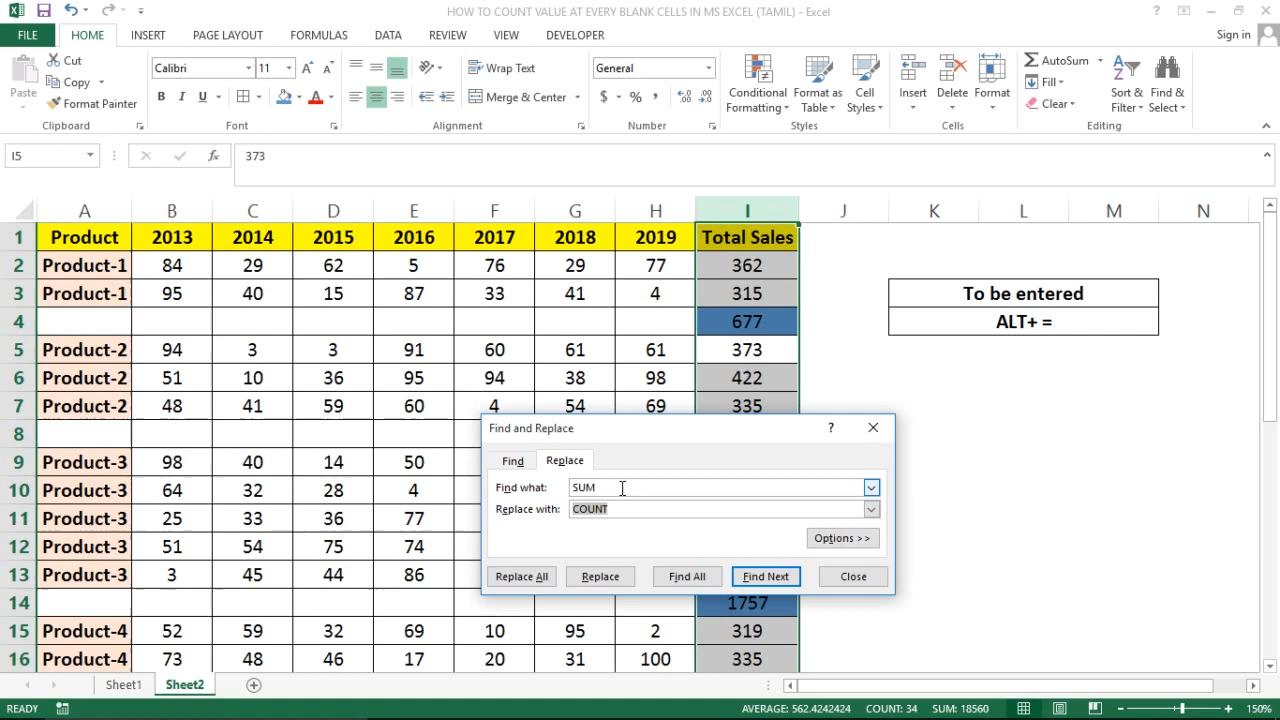 HOW TO COUNT VALUE AT EVERY BLANK CELLS IN MS EXCEL (TAMIL) - Excel
FILE HOME INSERT PAGE LAYOUT FORMULAS DATA REVIEW VIEW DEVELOPER Sign in
Paste
Cut
Copy
Format Painter
Clipboard
Calibri 11
B I U A
Font
Wrap Text
Merge & Center
Alignment
General
$ % ,
Number
Conditional Formatting
Format as Table
Cell Styles
Styles
Insert
Delete
Format
Cells
AutoSum
Fill
Clear
Sort & Filter
Find & Select
Editing
I5 fx 373
A B C D E F G H I J K L M N
1 Product 2013 2014 2015 2016 2017 2018 2019 Total Sales
2 Product-1 84 29 62 5 76 29 77 362
3 Product-1 95 40 15 87 33 41 4 315 To be entered
4 677 ALT+ =
5 Product-2 94 3 3 91 60 61 61 373
6 Product-2 51 10 36 95 94 38 98 422
7 Product-2 48 41 59 60 4 54 69 335
8
9 Product-3 98 40 14 50
10 Product-3 64 32 28 4
11 Product-3 25 33 36 77
12 Product-3 51 54 75 74
13 Product-3 3 45 44 86
14 1757
15 Product-4 52 59 32 69 10 95 2 319
16 Product-4 73 48 46 17 20 31 100 335
Find and Replace ?
Find Replace
Find what: SUM
Replace with: COUNT
Options >>
Replace All Replace Find All Find Next Close
Sheet1 Sheet2
READY AVERAGE: 562.4242424 COUNT: 34 SUM: 18560 150%